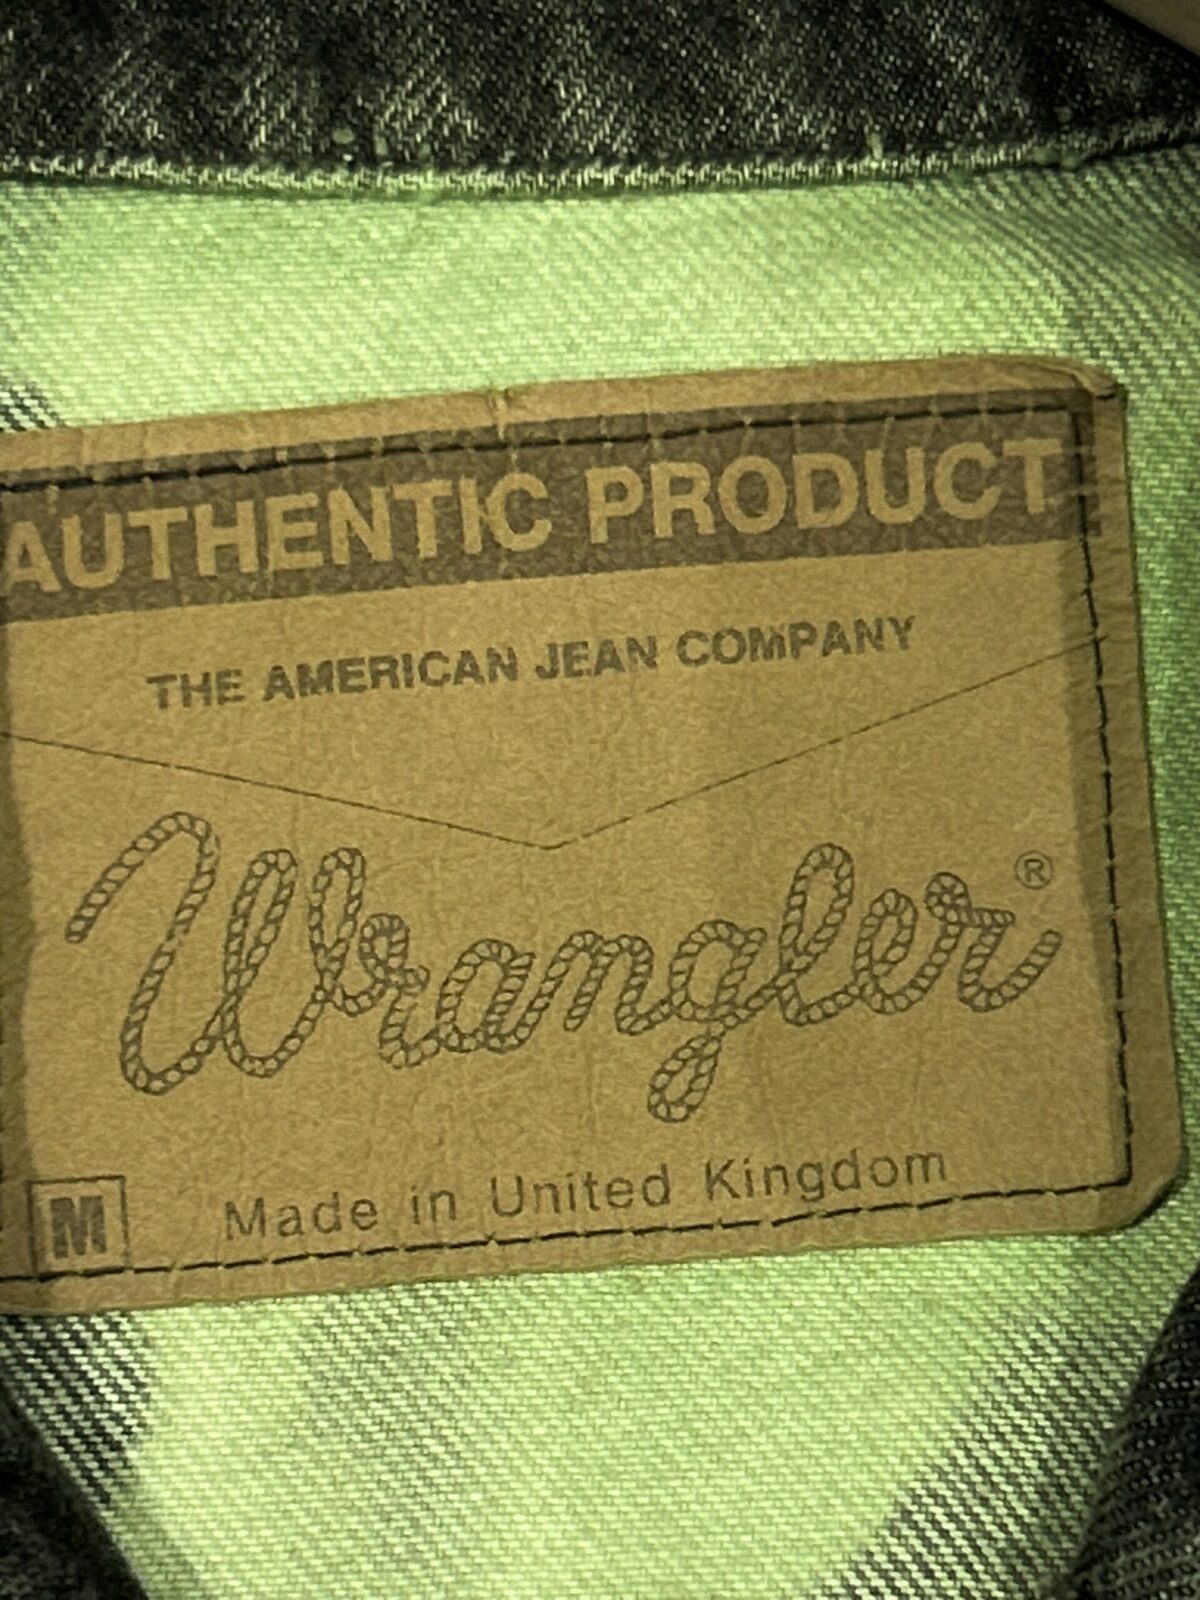 AUTHENTIC PRODUCT
THE AMERICAN JEAN COMPANY
Wrangler®
M Made in United Kingdom